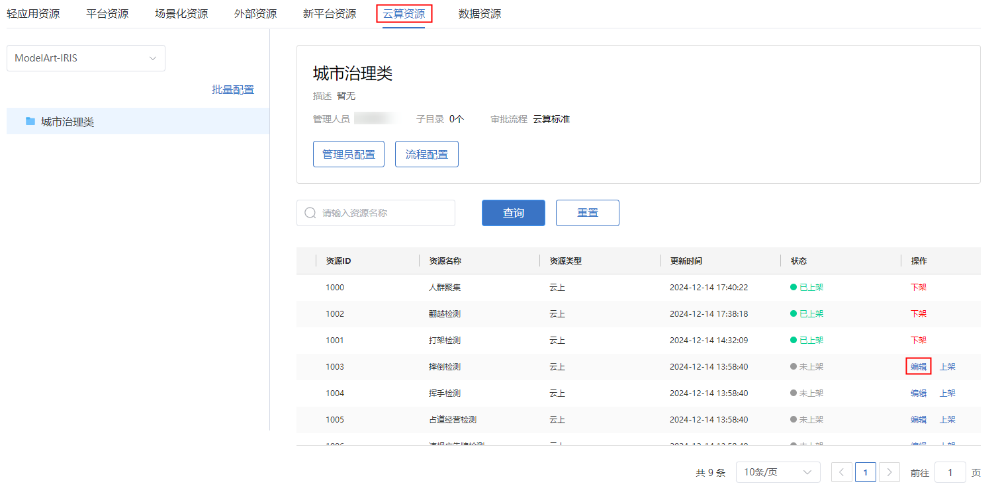 轻应用资源 平台资源 场景化资源 外部资源 新平台资源 云算资源 数据资源
ModelArt-IRIS
批量配置
城市治理类
城市治理类
描述 暂无
管理人员 子目录 0个 审批流程 云算标准
管理员配置 流程配置
请输入资源名称 查询 重置
资源ID 资源名称 资源类型 更新时间 状态 操作
1000 人群聚集 云上 2024-12-14 17:40:22 已上架 下架
1002 翻越检测 云上 2024-12-14 17:38:18 已上架 下架
1001 打架检测 云上 2024-12-14 14:32:09 已上架 下架
1003 摔倒检测 云上 2024-12-14 13:58:40 未上架 编辑 上架
1004 挥手检测 云上 2024-12-14 13:58:40 未上架 编辑 上架
1005 占道经营检测 云上 2024-12-14 13:58:40 未上架 编辑 上架
共 9 条 10条/页 1 前往 1 页